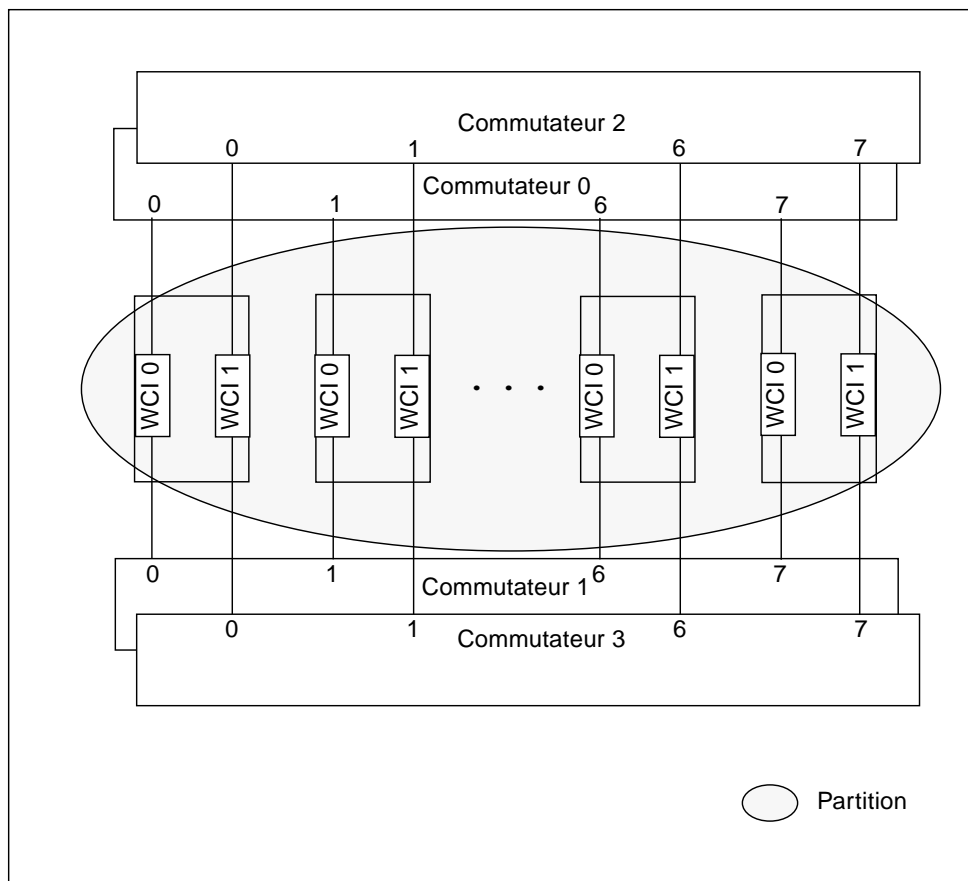 Commutateur 2
0 1 6 7
Commutateur 0
0 1 6 7
WCI 0 WCI 1 WCI 0 WCI 1 . . . WCI 0 WCI 1 WCI 0 WCI 1
0 1 6 7
Commutateur 1
0 1 6 7
Commutateur 3
Partition